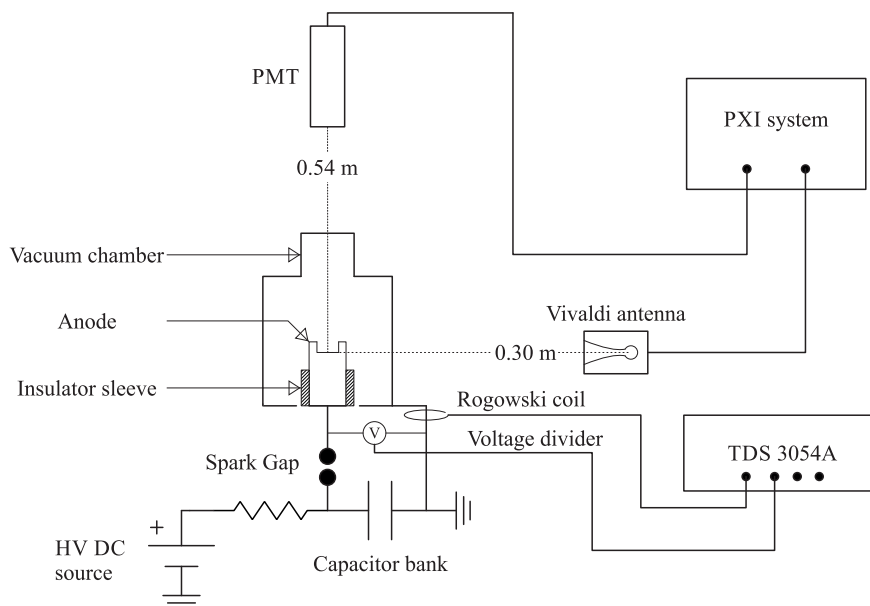 PMT
PXI system
0.54 m
Vacuum chamber
Vivaldi antenna
Anode
0.30 m
Insulator sleeve
Rogowski coil
V
Voltage divider
TDS 3054A
Spark Gap
+
HV DC
source
Capacitor bank